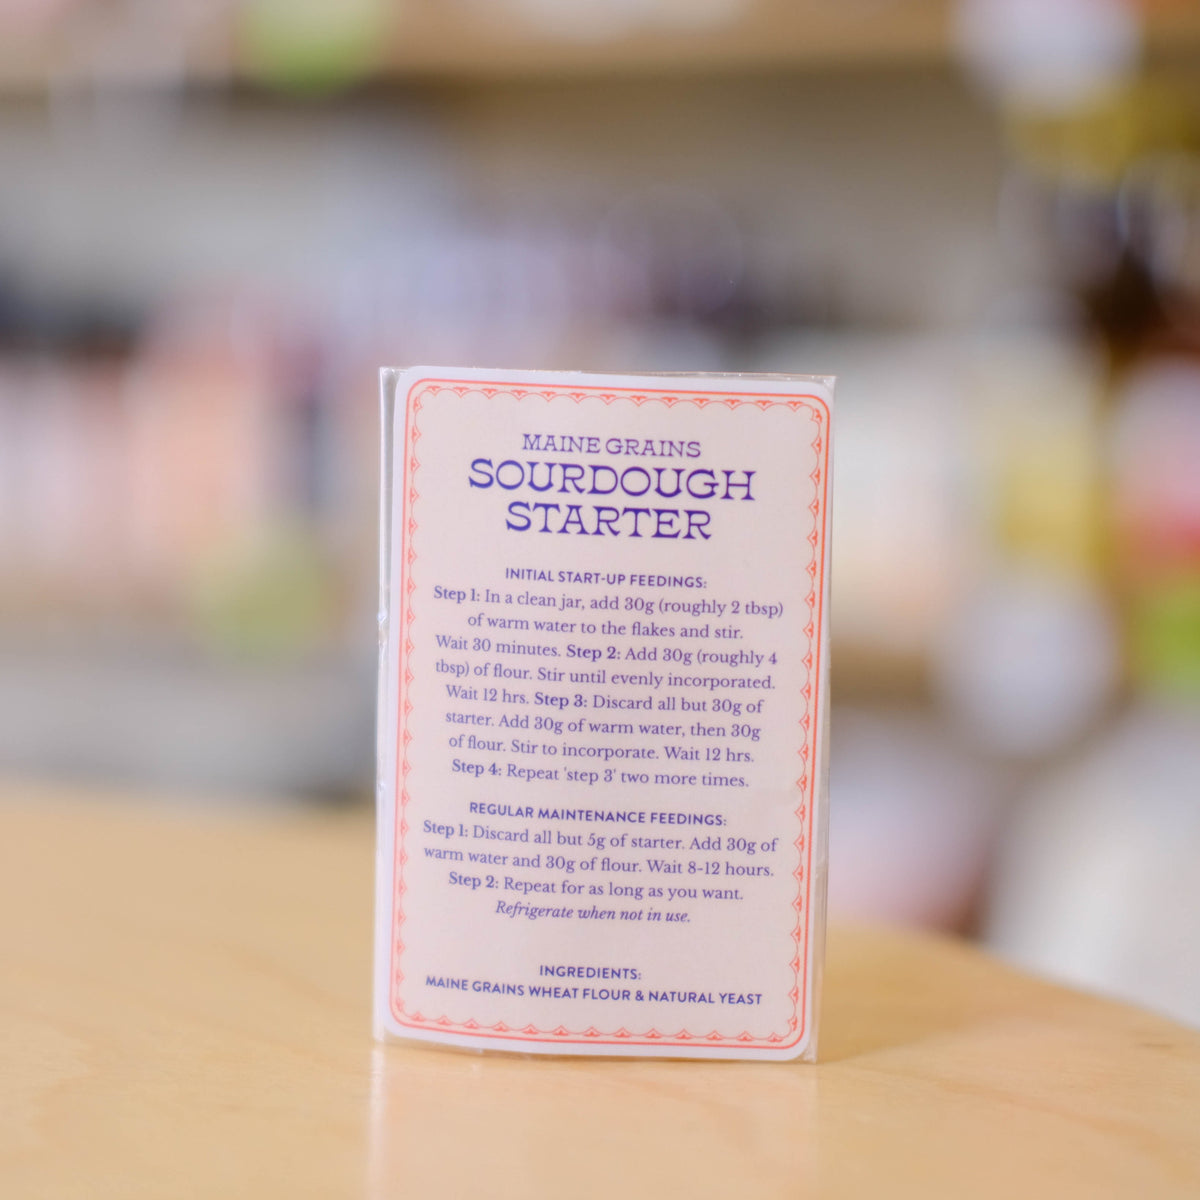 MAINE GRAINS
SOURDOUGH
STARTER
INITIAL START-UP FEEDINGS:
Step 1: In a clean jar, add 30g (roughly 2 tbsp)
of warm water to the flakes and stir.
Wait 30 minutes. Step 2: Add 30g (roughly 4
tbsp) of flour. Stir until evenly incorporated.
Wait 12 hrs. Step 3: Discard all but 30g of
starter. Add 30g of warm water, then 30g
of flour. Stir to incorporate. Wait 12 hrs.
Step 4: Repeat 'step 3' two more times.
REGULAR MAINTENANCE FEEDINGS:
Step 1: Discard all but 5g of starter. Add 30g of
warm water and 30g of flour. Wait 8-12 hours.
Step 2: Repeat for as long as you want.
Refrigerate when not in use.
INGREDIENTS:
MAINE GRAINS WHEAT FLOUR & NATURAL YEAST